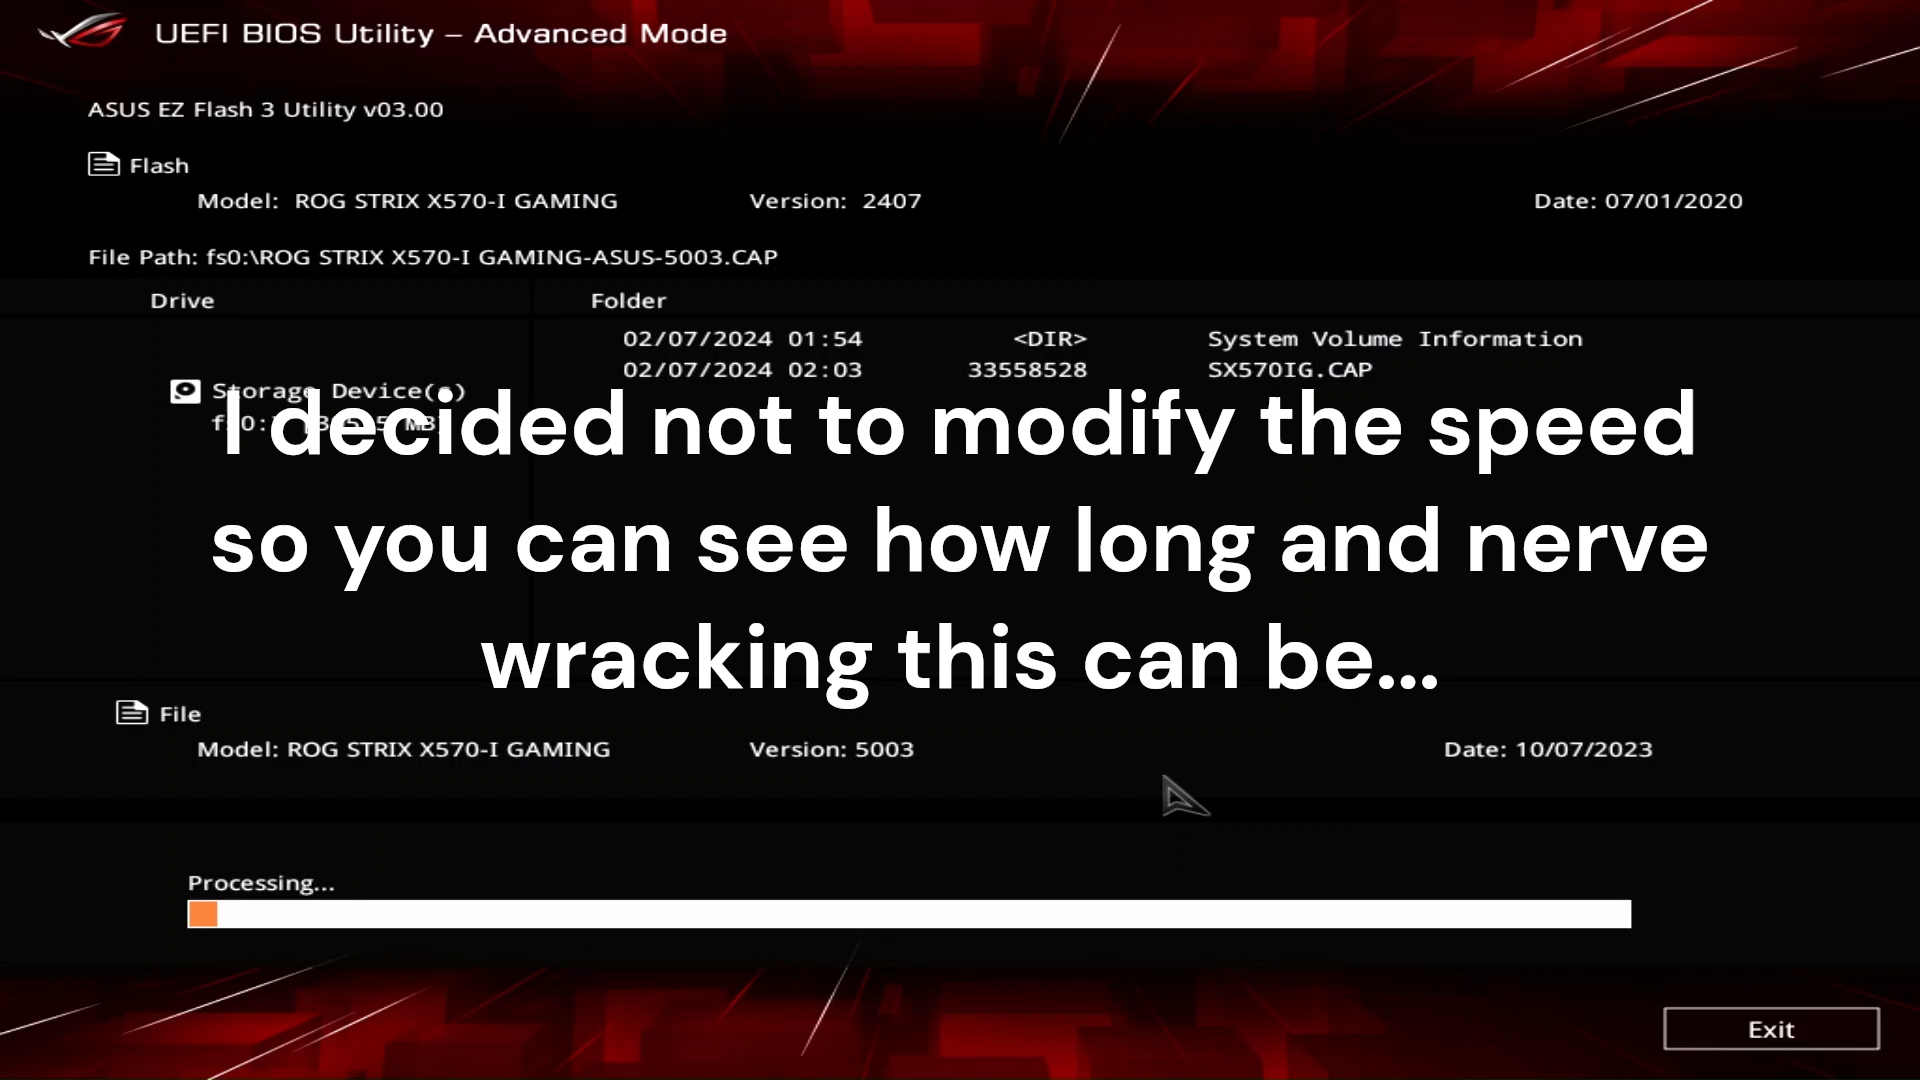 UEFI BIOS Utility – Advanced Mode
ASUS EZ Flash 3 Utility v03.00
Flash
Model: ROG STRIX X570-I GAMING Version: 2407 Date: 07/01/2020
File Path: fs0:\ROG STRIX X570-I GAMING-ASUS-5003.CAP
Drive Folder
02/07/2024 01:54 <DIR> System Volume Information
02/07/2024 02:03 33558528 SX570IG.CAP
Storage Device(s)
I decided not to modify the speed
so you can see how long and nerve
wracking this can be...
File
Model: ROG STRIX X570-I GAMING Version: 5003 Date: 10/07/2023
Processing...
Exit